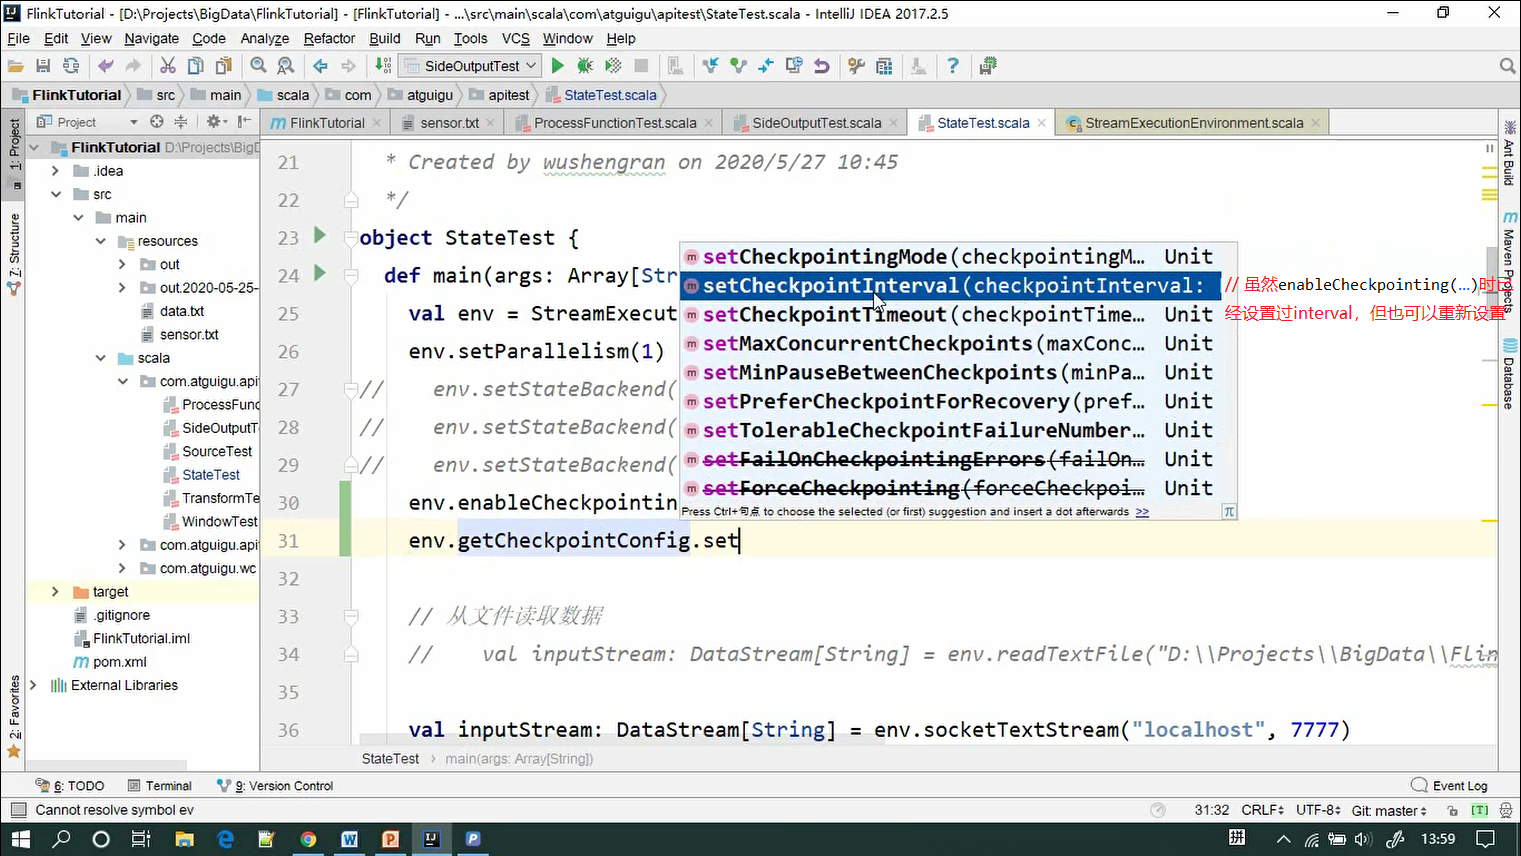 FlinkTutorial - [D:\Projects\BigData\FlinkTutorial] - [FlinkTutorial] - ...\src\main\scala\com\atguigu\apitest\StateTest.scala - IntelliJ IDEA 2017.2.5
File Edit View Navigate Code Analyze Refactor Build Run Tools VCS Window Help
SideOutputTest
FlinkTutorial src main scala com atguigu apitest StateTest.scala
Project
FlinkTutorial sensor.txt ProcessFunctionTest.scala SideOutputTest.scala StateTest.scala StreamExecutionEnvironment.scala
1: Project
7: Structure
2: Favorites
FlinkTutorial D:\Projects\BigD
.idea
src
main
resources
out
out.2020-05-25-
data.txt
sensor.txt
scala
com.atguigu.api
ProcessFunc
SideOutputT
SourceTest
StateTest
TransformTe
WindowTest
com.atguigu.api
com.atguigu.wc
target
.gitignore
FlinkTutorial.iml
pom.xml
External Libraries
21 * Created by wushengran on 2020/5/27 10:45
22 */
23 object StateTest {
24 def main(args: Array[Str
25 val env = StreamExecut
26 env.setParallelism(1)
27 // env.setStateBackend(
28 // env.setStateBackend(
29 // env.setStateBackend(
30 env.enableCheckpointin
31 env.getCheckpointConfig.set
32
33 // 从文件读取数据
34 // val inputStream: DataStream[String] = env.readTextFile("D:\\Projects\\BigData\\Flin
35
36 val inputStream: DataStream[String] = env.socketTextStream("localhost", 7777)
setCheckpointingMode(checkpointingM... Unit
setCheckpointInterval(checkpointInterval:
setCheckpointTimeout(checkpointTime... Unit
setMaxConcurrentCheckpoints(maxConc... Unit
setMinPauseBetweenCheckpoints(minPa... Unit
setPreferCheckpointForRecovery(pref... Unit
setTolerableCheckpointFailureNumber... Unit
setFailOnCheckpointingErrors(failOn... Unit
setForceCheckpointing(forceCheckpoi... Unit
Press Ctrl+句点 to choose the selected (or first) suggestion and insert a dot afterwards >>
π
// 虽然enableCheckpointing(...)时已
经设置过interval，但也可以重新设置
Ant Build
Maven Projects
Database
StateTest main(args: Array[String])
6: TODO Terminal 9: Version Control Event Log
Cannot resolve symbol ev 31:32 CRLF UTF-8 Git: master [T]
拼 13:59